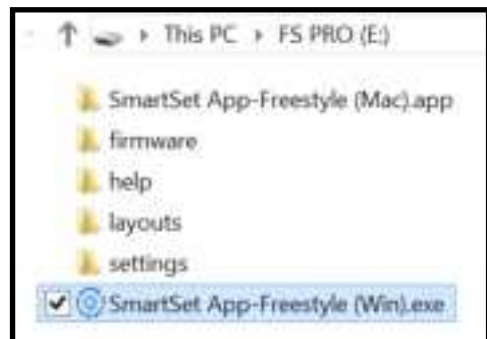 This PC FS PRO (E:)
SmartSet App-Freestyle (Mac).app
firmware
help
layouts
settings
SmartSet App-Freestyle (Win).exe